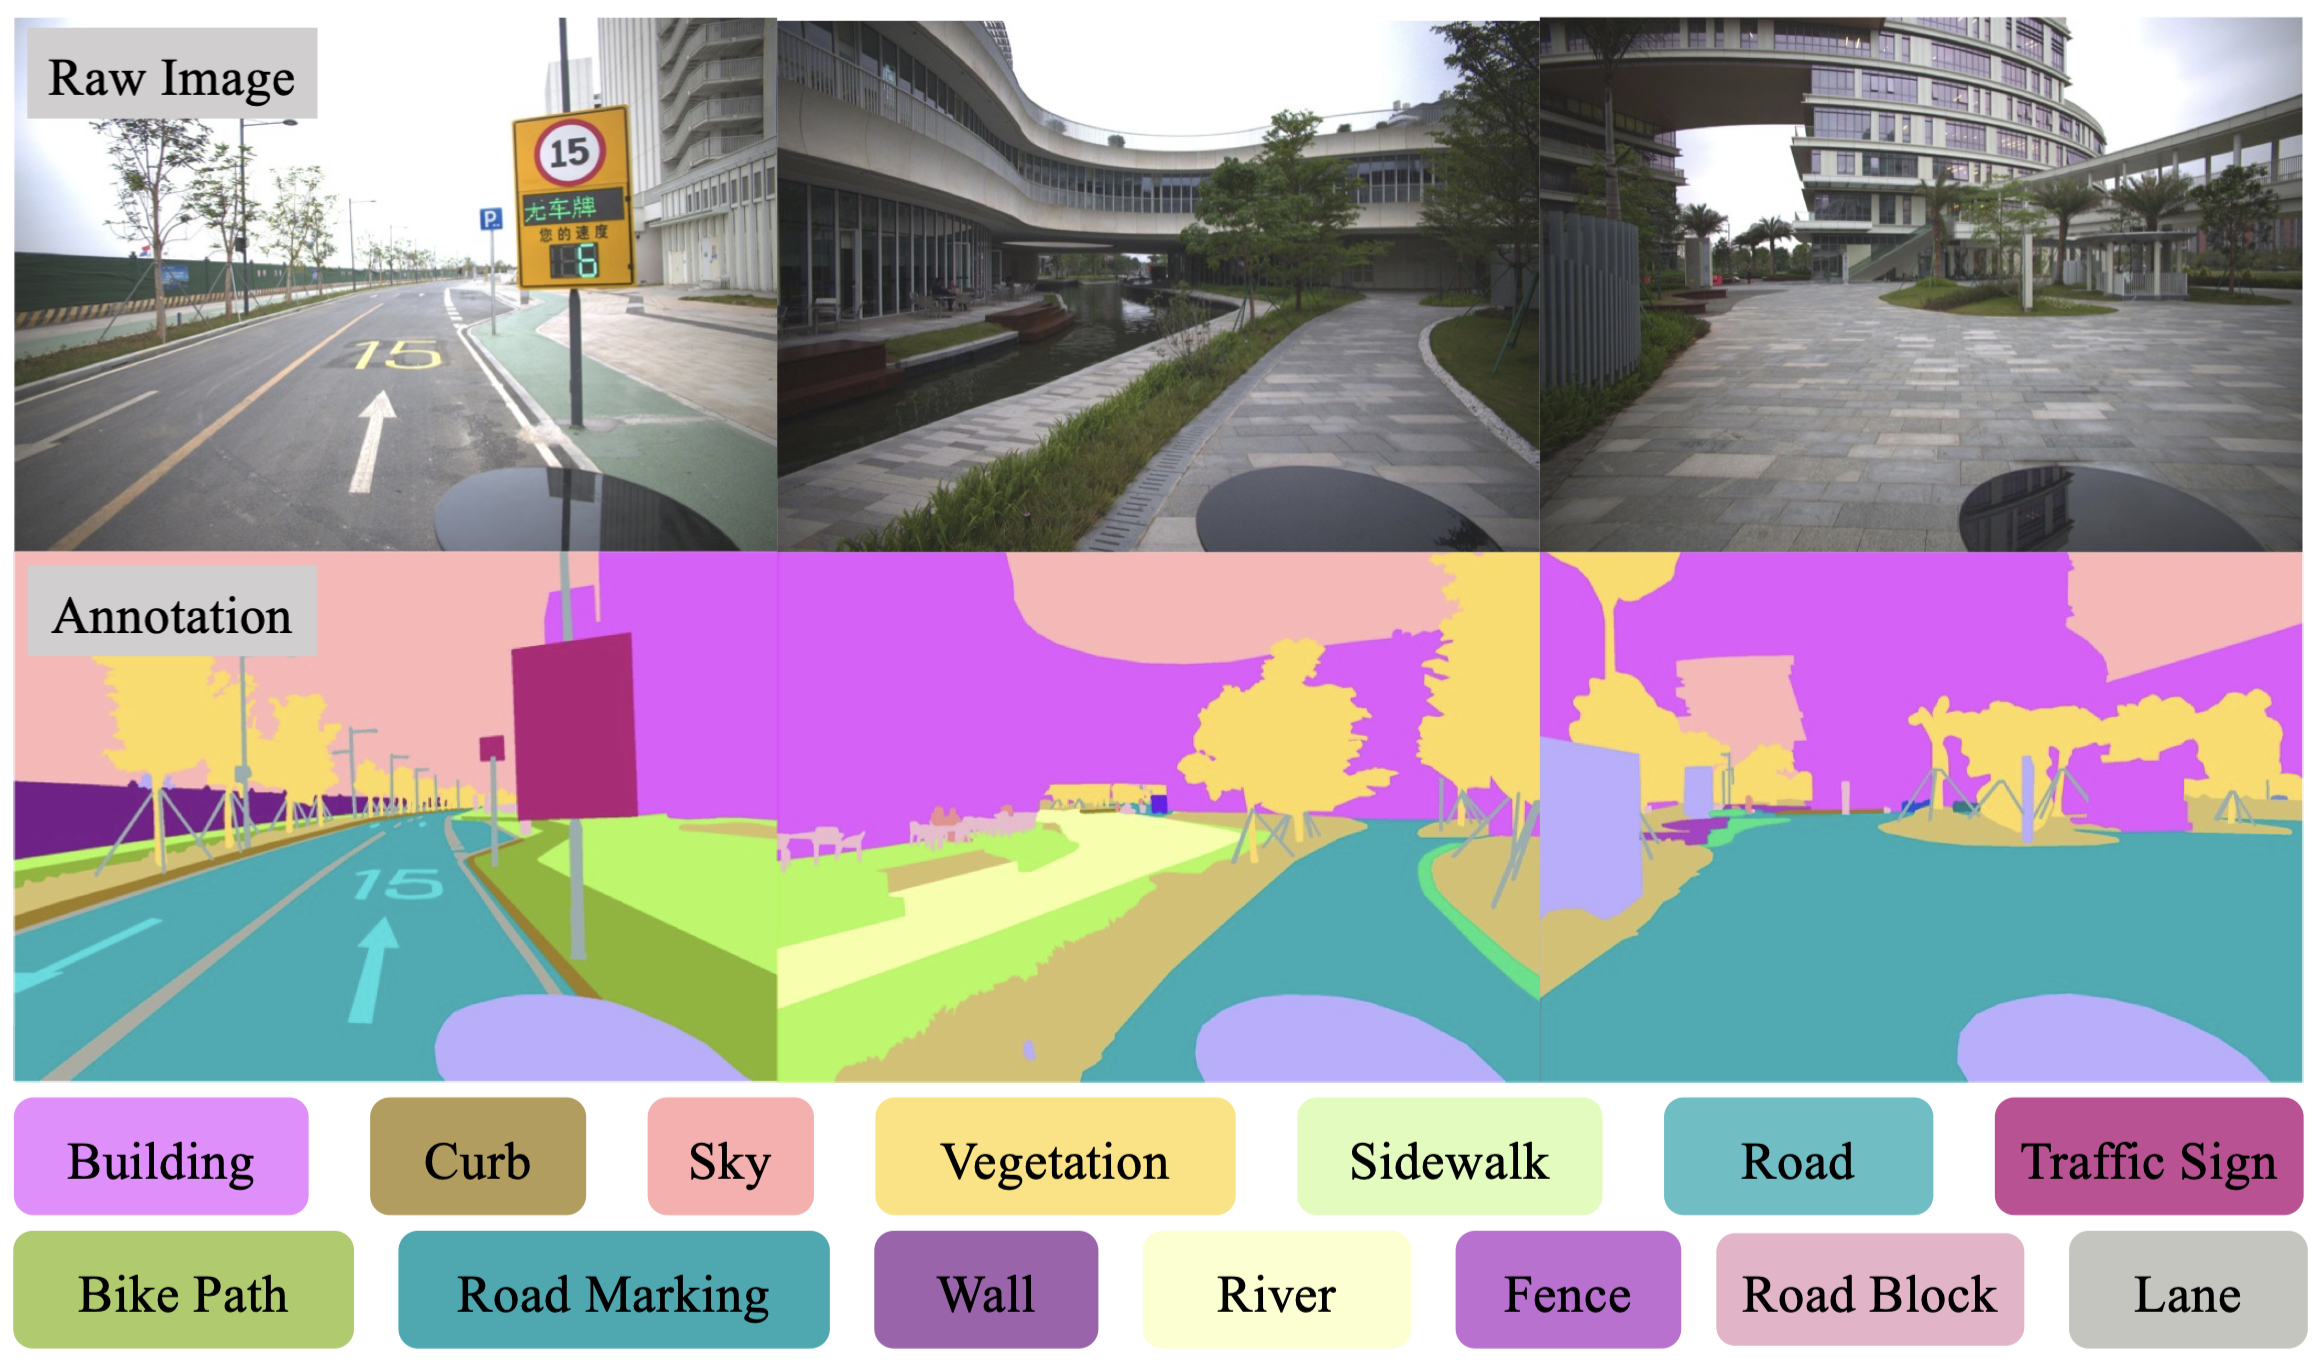 Raw Image
15
P
无车牌
您的速度
6
15
Annotation
15
Building
Curb
Sky
Vegetation
Sidewalk
Road
Traffic Sign
Bike Path
Road Marking
Wall
River
Fence
Road Block
Lane